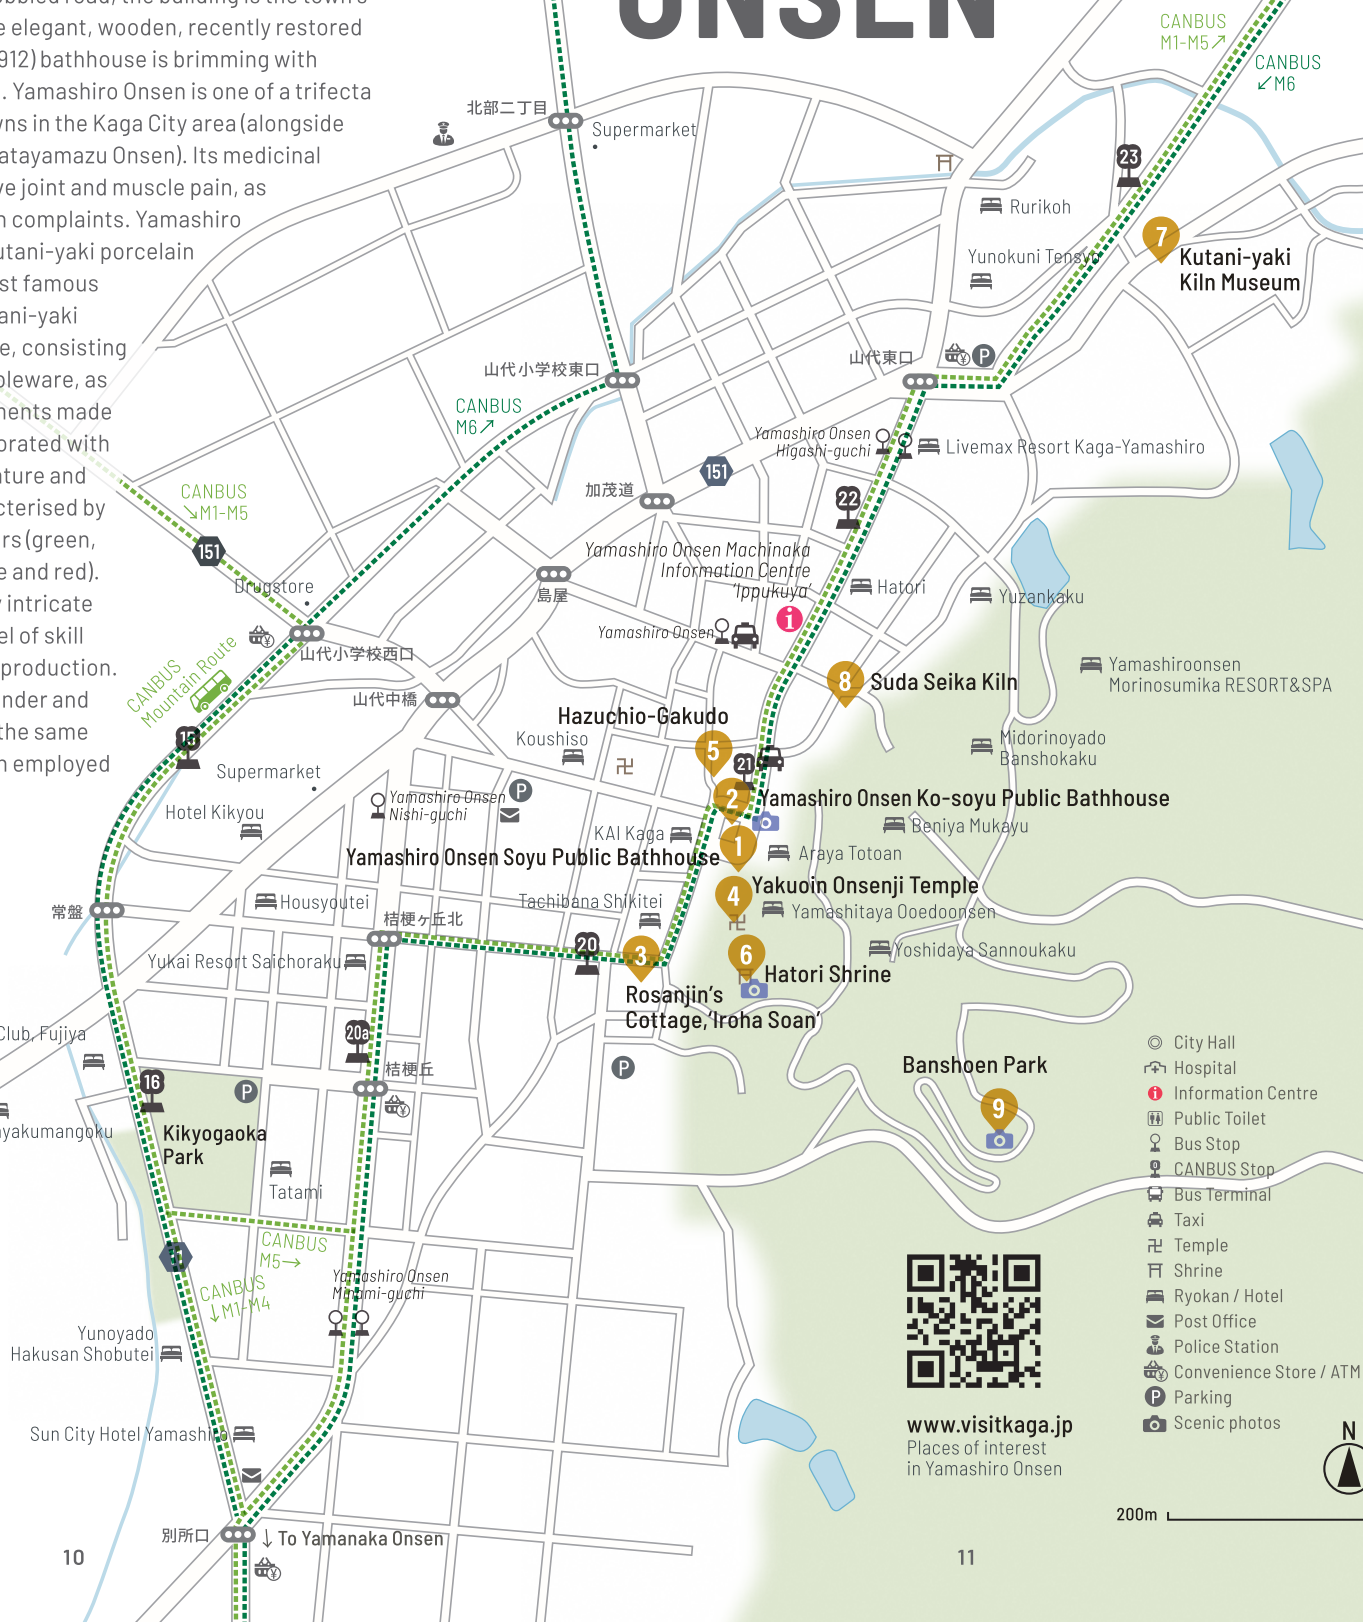 ONSEN
e elegant, wooden, recently restored
912) bathhouse is brimming with
. Yamashiro Onsen is one of a trifecta
wns in the Kaga City area (alongside
atayamazu Onsen). Its medicinal
ve joint and muscle pain, as
n complaints. Yamashiro
utani-yaki porcelain
st famous
ani-yaki
e, consisting
bleware, as
ments made
orated with
ature and
cterised by
rs (green,
e and red).
y intricate
el of skill
production.
nder and
the same
n employed
CANBUS
M1-M5↗
CANBUS
↙M6
北部二丁目
Supermarket
23
Rurikoh
7
Yunokuni Tensyo
Kutani-yaki
Kiln Museum
山代小学校東口
山代東口
P
CANBUS
M6↗
Yamashiro Onsen
Higashi-guchi
Livemax Resort Kaga-Yamashiro
151
加茂道
CANBUS
↘M1-M5
22
151
Yamashiro Onsen Machinaka
Information Centre
'Ippukuya'
島屋
Drugstore
Hatori
Yuzankaku
Yamashiro Onsen
山代小学校西口
CANBUS
Mountain Route
8
Suda Seika Kiln
Yamashiroonsen
Morinosumika RESORT&SPA
山代中橋
Hazuchio-Gakudo
Koushiso
5
15
21
Midorinoyado
Banshokaku
Supermarket
P
Yamashiro Onsen
Nishi-guchi
2
Yamashiro Onsen Ko-soyu Public Bathhouse
Hotel Kikyou
KAI Kaga
Beniya Mukayu
Yamashiro Onsen Soyu Public Bathhouse
1
Araya Totoan
Yakuoin Onsenji Temple
4
Housyoutei
Tachibana Shikitei
Yamashitaya Ooedoonsen
常盤
桔梗ヶ丘北
20
3
6
Yoshidaya Sannoukaku
Yukai Resort Saichoraku
Hatori Shrine
Rosanjin's
Cottage, 'Iroha Soan'
Club, Fujiya
20a
桔梗丘
P
Banshoen Park
16
P
9
yakumangoku
Kikyogaoka
Park
Tatami
CANBUS
M5→
CANBUS
↓M1-M4
Yamashiro Onsen
Minami-guchi
Yunoyado
Hakusan Shobutei
Sun City Hotel Yamashiro
別所口
↓ To Yamanaka Onsen
City Hall
Hospital
Information Centre
Public Toilet
Bus Stop
CANBUS Stop
Bus Terminal
Taxi
Temple
Shrine
Ryokan / Hotel
Post Office
Police Station
Convenience Store / ATM
P Parking
Scenic photos
www.visitkaga.jp
Places of interest
in Yamashiro Onsen
N
200m
10
11